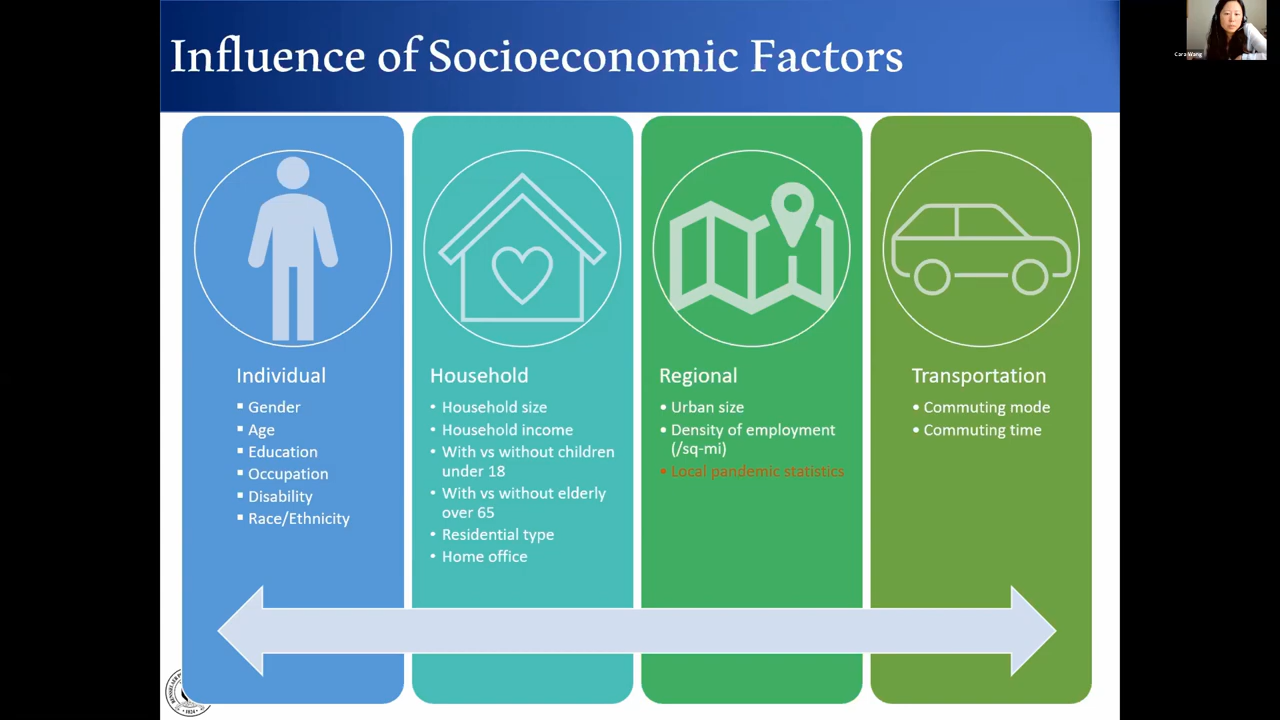 Influence of Socioeconomic Factors
Cara Wang
Individual
▪ Gender
▪ Age
▪ Education
▪ Occupation
▪ Disability
▪ Race/Ethnicity
Household
• Household size
• Household income
• With vs without children
under 18
• With vs without elderly
over 65
• Residential type
• Home office
Regional
• Urban size
• Density of employment
(/sq-mi)
• Local pandemic statistics
Transportation
• Commuting mode
• Commuting time